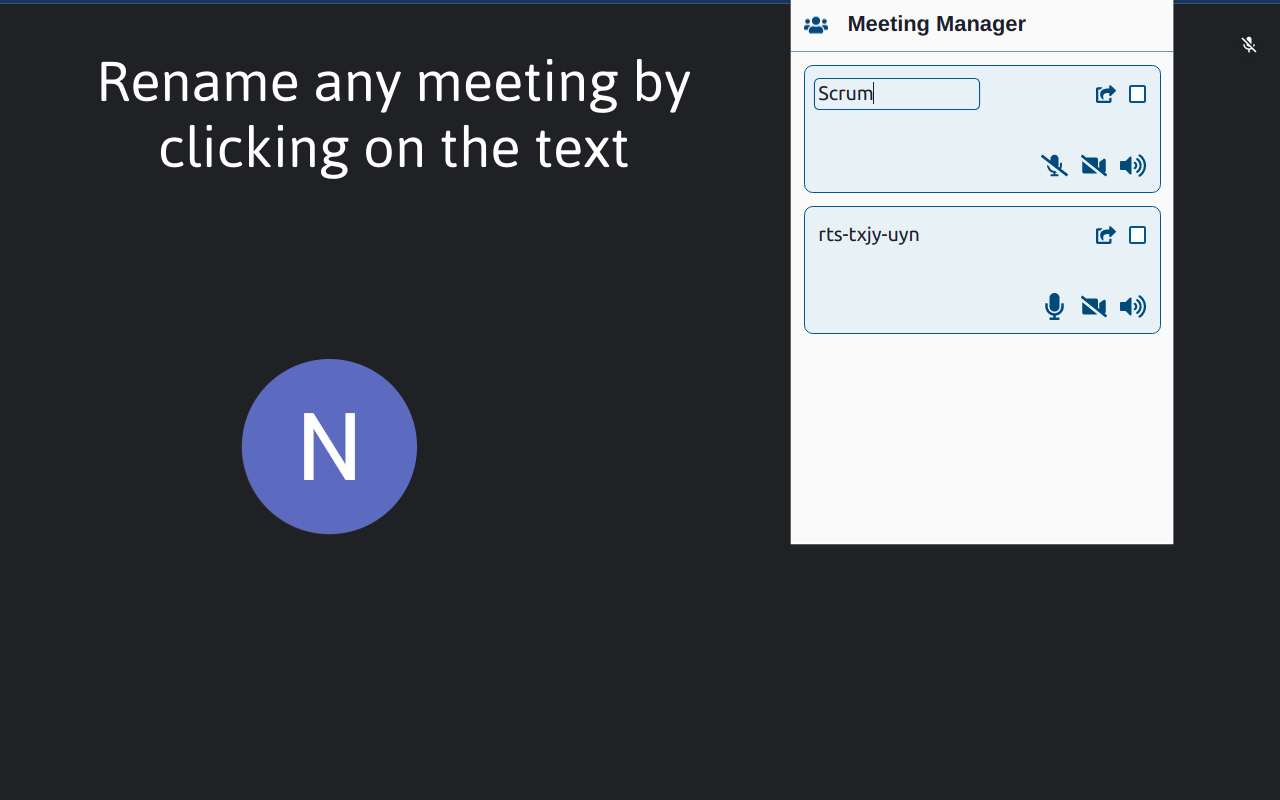 Rename any meeting by
clicking on the text
N
Meeting Manager
Scrum
rts-txjy-uyn